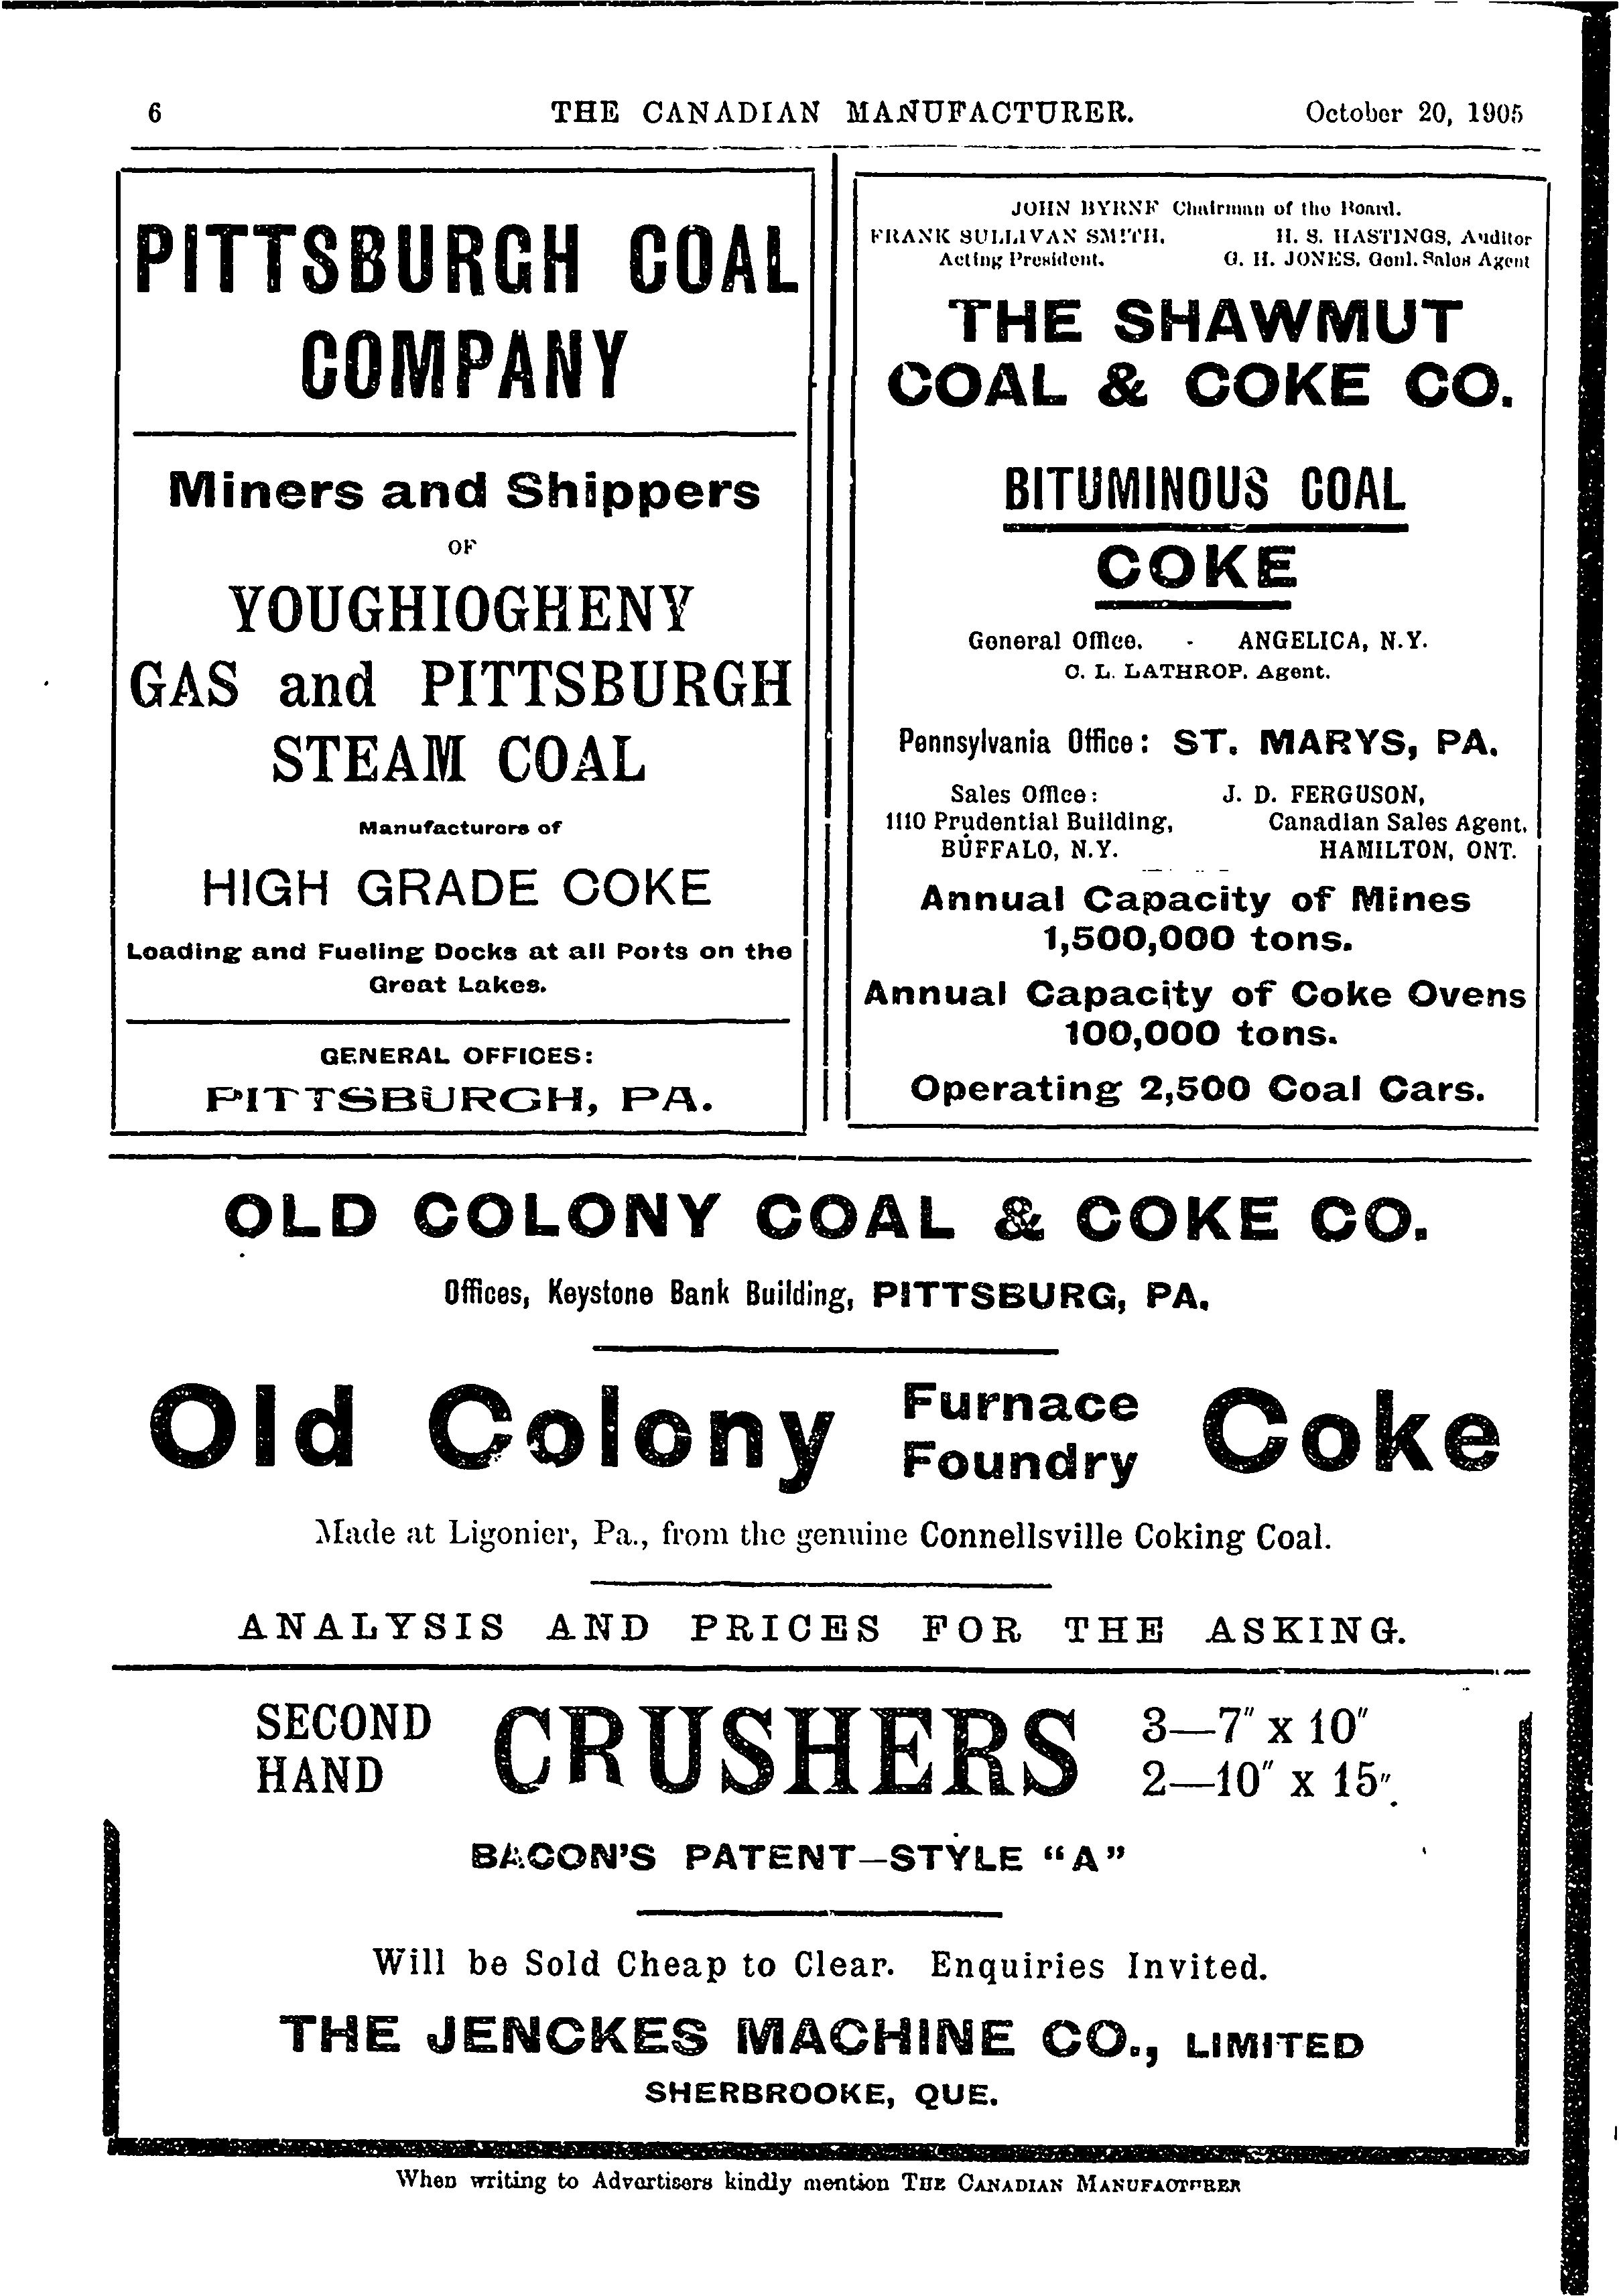 6 THE CANADIAN MANUFACTURER. October 20, 1905
PITTSBURGH COAL
COMPANY
Miners and Shippers
OF
YOUGHIOGHENY
GAS and PITTSBURGH
STEAM COAL
Manufacturers of
HIGH GRADE COKE
Loading and Fueling Docks at all Ports on the
Great Lakes.
GENERAL OFFICES:
PITTSBURGH, PA.
JOHN BYRNE Chairman of the Board.
FRANK SULLIVAN SMITH, H. S. HASTINGS, Auditor
Acting President. G. H. JONES, Genl. Sales Agent
THE SHAWMUT
COAL & COKE CO.
BITUMINOUS COAL
COKE
General Office. - ANGELICA, N.Y.
C. L. LATHROP, Agent.
Pennsylvania Office: ST. MARYS, PA.
Sales Office: J. D. FERGUSON,
1110 Prudential Building, Canadian Sales Agent,
BUFFALO, N.Y. HAMILTON, ONT.
Annual Capacity of Mines
1,500,000 tons.
Annual Capacity of Coke Ovens
100,000 tons.
Operating 2,500 Coal Cars.
OLD COLONY COAL & COKE CO.
Offices, Keystone Bank Building, PITTSBURG, PA.
Old Colony Furnace Coke
Foundry
Made at Ligonier, Pa., from the genuine Connellsville Coking Coal.
ANALYSIS AND PRICES FOR THE ASKING.
SECOND CRUSHERS 3—7" x 10"
HAND 2—10" x 15".
BACON'S PATENT—STYLE "A"
Will be Sold Cheap to Clear. Enquiries Invited.
THE JENCKES MACHINE CO., LIMITED
SHERBROOKE, QUE.
When writing to Advertisers kindly mention THE CANADIAN MANUFACTURER